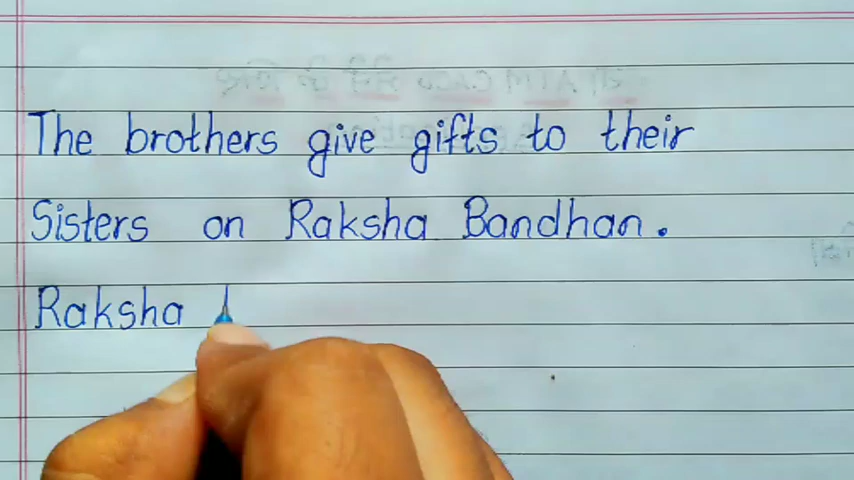 The brothers give gifts to their
Sisters on Raksha Bandhan.
Raksha